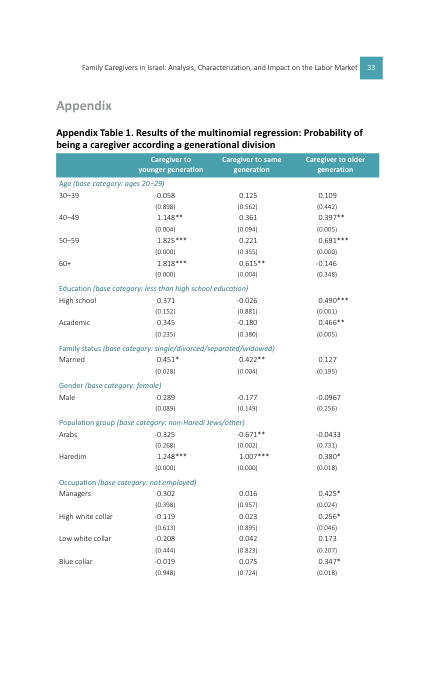 Family Caregivers in Israel: Analysis, Characterization, and Impact on the Labor Market 33
Appendix
Appendix Table 1. Results of the multinomial regression: Probability of
being a caregiver according a generational division
Caregiver to younger generation Caregiver to same generation Caregiver to older generation
Age (base category: ages 20–29)
30–39 -0.058 0.125 0.109
(0.898) (0.562) (0.442)
40–49 1.148** 0.361 0.397**
(0.004) (0.094) (0.005)
50–59 1.825*** 0.221 0.691***
(0.000) (0.355) (0.000)
60+ 1.818*** 0.615** -0.146
(0.000) (0.004) (0.348)
Education (base category: less than high school education)
High school 0.371 -0.026 0.490***
(0.152) (0.881) (0.001)
Academic 0.345 -0.180 0.466**
(0.235) (0.380) (0.005)
Family status (base category: single/divorced/separated/widowed)
Married 0.451* 0.422** 0.127
(0.028) (0.004) (0.195)
Gender (base category: female)
Male -0.289 -0.177 -0.0967
(0.089) (0.149) (0.256)
Population group (base category: non-Haredi Jews/other)
Arabs -0.325 -0.671** -0.0433
(0.268) (0.002) (0.731)
Haredim 1.248*** 1.007*** 0.380*
(0.000) (0.000) (0.018)
Occupation (base category: not employed)
Managers 0.302 0.016 0.425*
(0.398) (0.957) (0.024)
High white collar -0.119 0.023 0.256*
(0.613) (0.895) (0.046)
Low white collar -0.208 0.042 0.173
(0.444) (0.823) (0.207)
Blue collar -0.019 0.075 0.347*
(0.948) (0.724) (0.018)